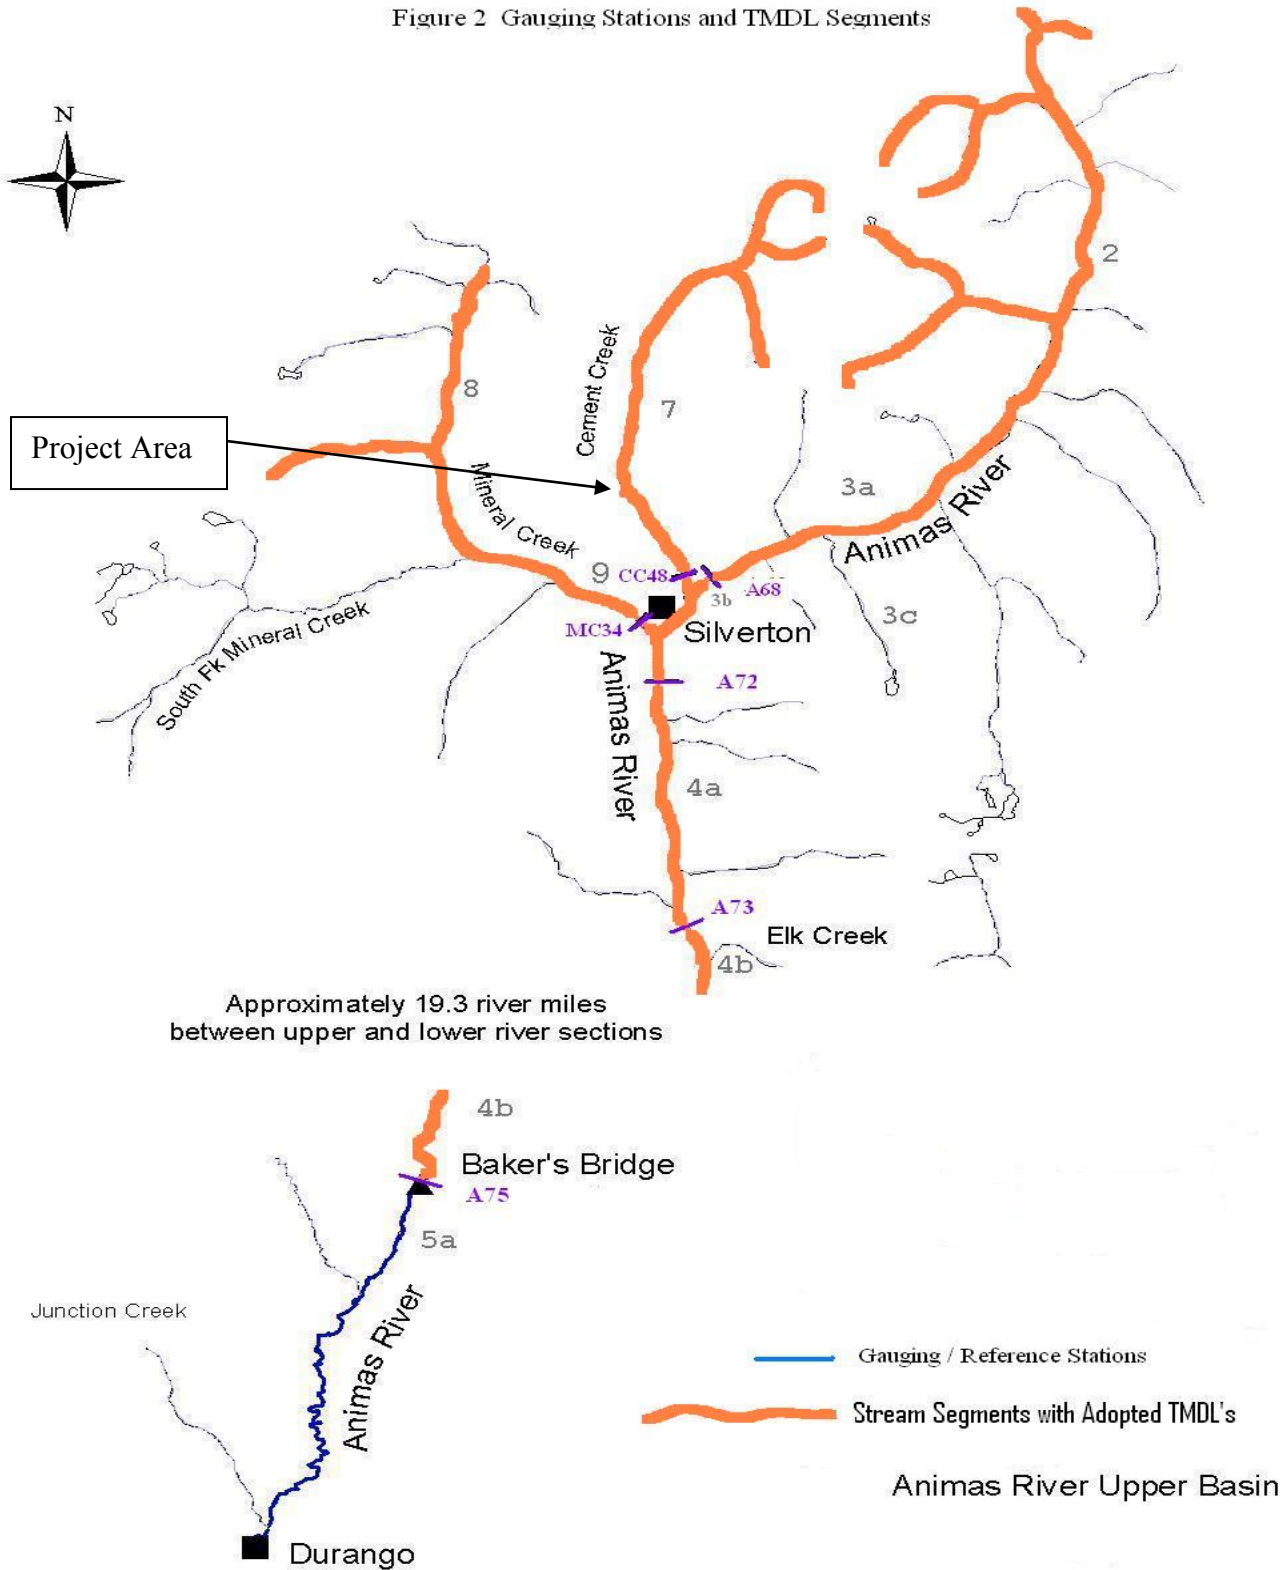 Figure 2 Gauging Stations and TMDL Segments
N
2
8
Cement Creek
7
Project Area
Mineral Creek
3a
Animas River
9
CC48
A68
3b
3c
MC34
Silverton
South Fk Mineral Creek
Animas River
A72
4a
A73
Elk Creek
4b
Approximately 19.3 river miles
between upper and lower river sections
4b
Baker's Bridge
A75
5a
Junction Creek
Animas River
Gauging / Reference Stations
Stream Segments with Adopted TMDL's
Animas River Upper Basin
Durango